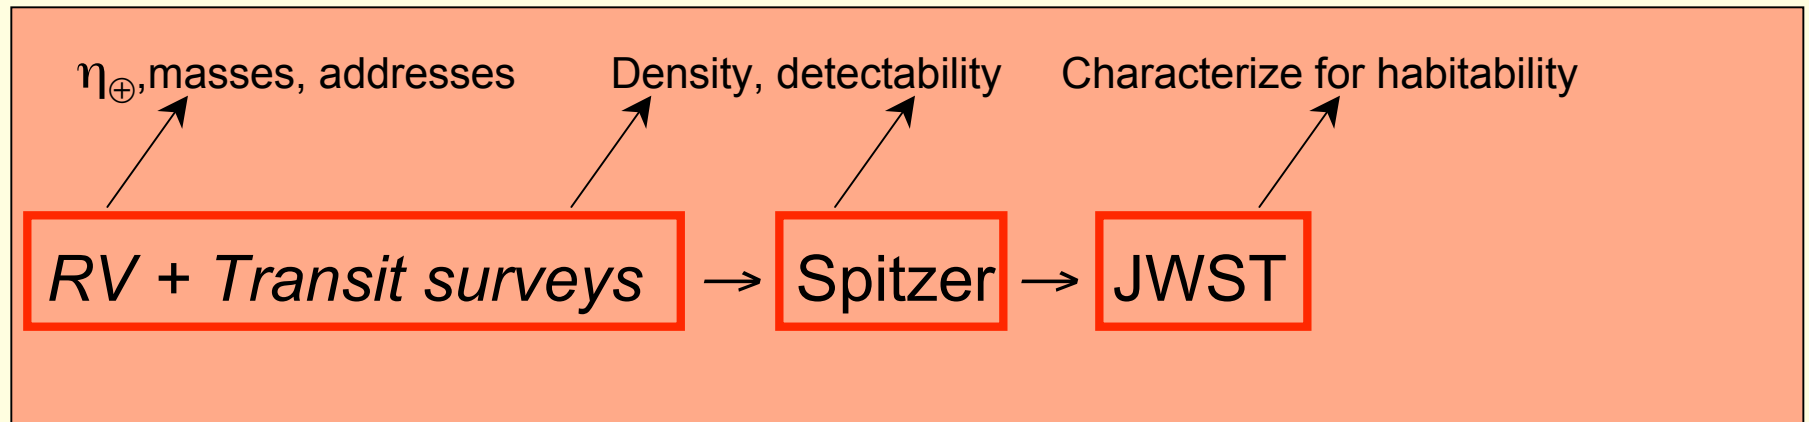 η⊕,masses, addresses Density, detectability Characterize for habitability
RV + Transit surveys → Spitzer → JWST